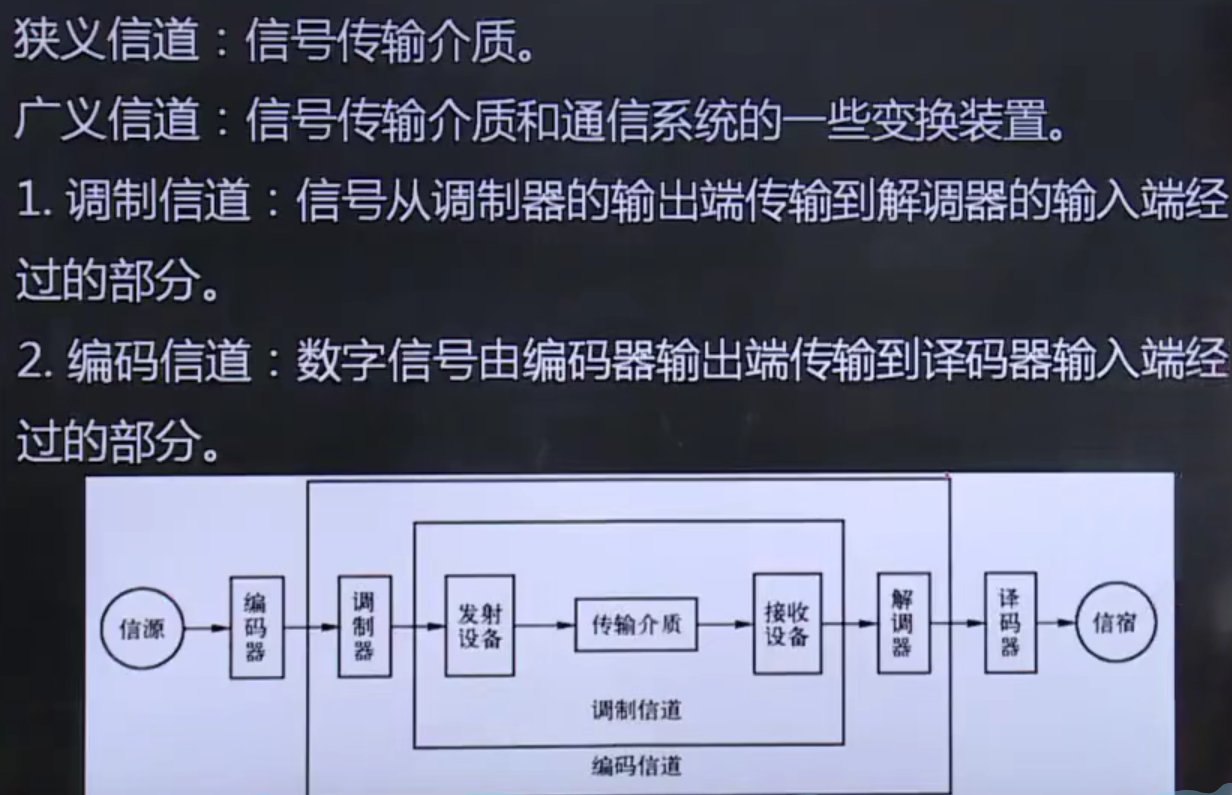 狭义信道：信号传输介质。
广义信道：信号传输介质和通信系统的一些变换装置。
1. 调制信道：信号从调制器的输出端传输到解调器的输入端经
过的部分。
2. 编码信道：数字信号由编码器输出端传输到译码器输入端经
过的部分。
信源
编码器
调制器
发射设备
传输介质
接收设备
解调器
译码器
信宿
调制信道
编码信道